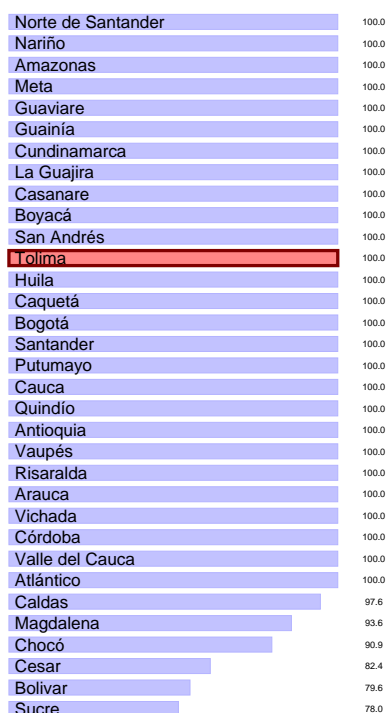 Norte de Santander 100.0
Nariño 100.0
Amazonas 100.0
Meta 100.0
Guaviare 100.0
Guainía 100.0
Cundinamarca 100.0
La Guajira 100.0
Casanare 100.0
Boyacá 100.0
San Andrés 100.0
Tolima 100.0
Huila 100.0
Caquetá 100.0
Bogotá 100.0
Santander 100.0
Putumayo 100.0
Cauca 100.0
Quindío 100.0
Antioquia 100.0
Vaupés 100.0
Risaralda 100.0
Arauca 100.0
Vichada 100.0
Córdoba 100.0
Valle del Cauca 100.0
Atlántico 100.0
Caldas 97.6
Magdalena 93.6
Chocó 90.9
Cesar 82.4
Bolivar 79.6
Sucre 78.0